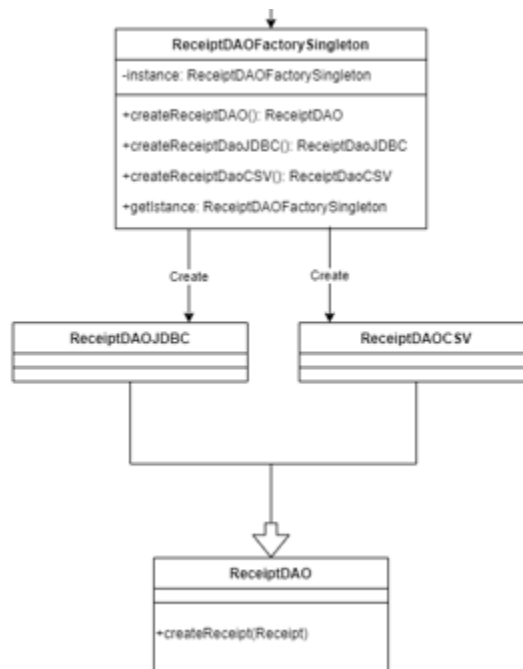 ReceiptDAOFactorySingleton
-instance: ReceiptDAOFactorySingleton
+createReceiptDAO(): ReceiptDAO
+createReceiptDaoJDBC(): ReceiptDaoJDBC
+createReceiptDaoCSV(): ReceiptDaoCSV
+getIstance: ReceiptDAOFactorySingleton
Create
Create
ReceiptDAOJDBC
ReceiptDAOCSV
ReceiptDAO
+createReceipt(Receipt)